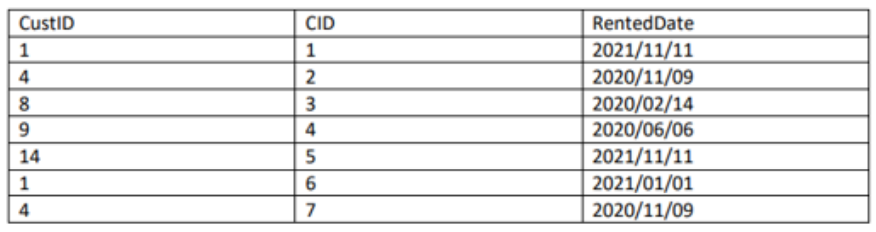 CustID CID RentedDate
1 1 2021/11/11
4 2 2020/11/09
8 3 2020/02/14
9 4 2020/06/06
14 5 2021/11/11
1 6 2021/01/01
4 7 2020/11/09